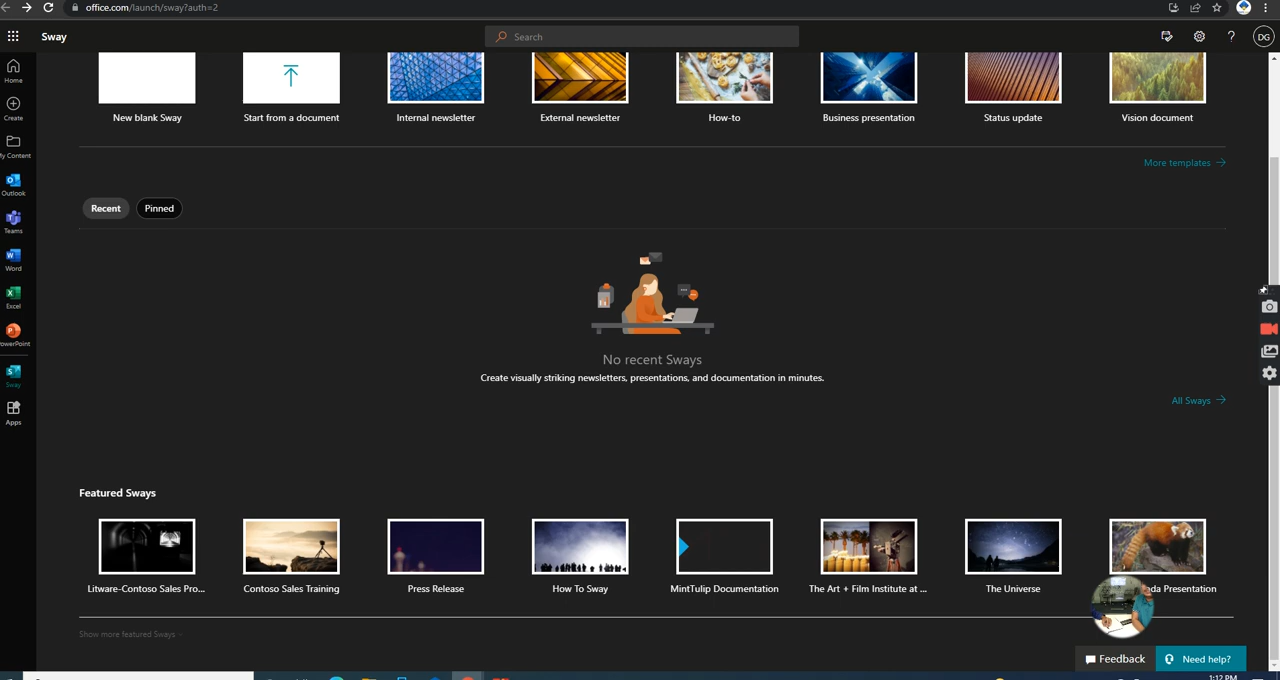 office.com/launch/sway?auth=2
Sway
Search
DG
Home
Create
My Content
Outlook
Teams
Word
Excel
PowerPoint
Sway
Apps
New blank Sway
Start from a document
Internal newsletter
External newsletter
How-to
Business presentation
Status update
Vision document
More templates →
Recent
Pinned
No recent Sways
Create visually striking newsletters, presentations, and documentation in minutes.
All Sways →
Featured Sways
Litware-Contoso Sales Pro...
Contoso Sales Training
Press Release
How To Sway
MintTulip Documentation
The Art + Film Institute at ...
The Universe
Presentation
Show more featured Sways
Feedback
Need help?
1:12 PM